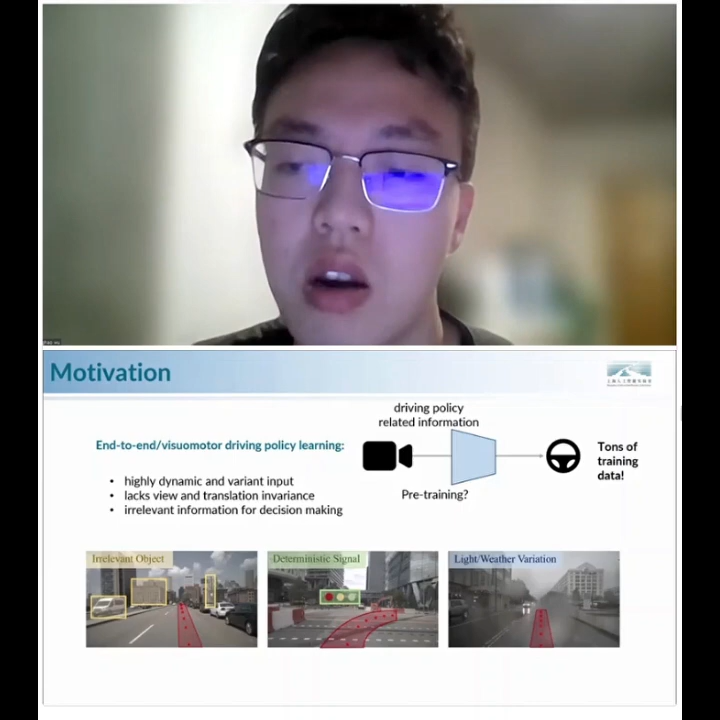 Motivation
driving policy
related information
End-to-end/visuomotor driving policy learning:
Tons of
training
data!
• highly dynamic and variant input
• lacks view and translation invariance
• irrelevant information for decision making
Pre-training?
Irrelevant Object
Deterministic Signal
Light/Weather Variation